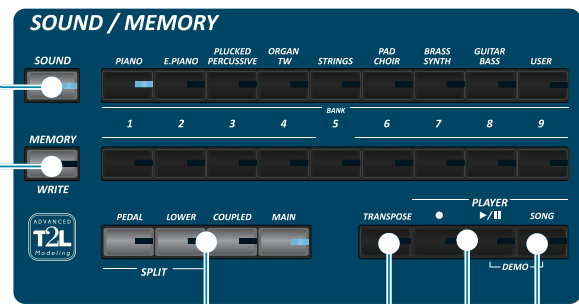 SOUND / MEMORY
SOUND
PIANO
E.PIANO
PLUCKED
PERCUSSIVE
ORGAN
TW
STRINGS
PAD
CHOIR
BRASS
SYNTH
GUITAR
BASS
USER
BANK
1 2 3 4 5 6 7 8 9
MEMORY
WRITE
ADVANCED
T2L
Modeling
PEDAL
LOWER
COUPLED
MAIN
SPLIT
TRANSPOSE
PLAYER
SONG
DEMO